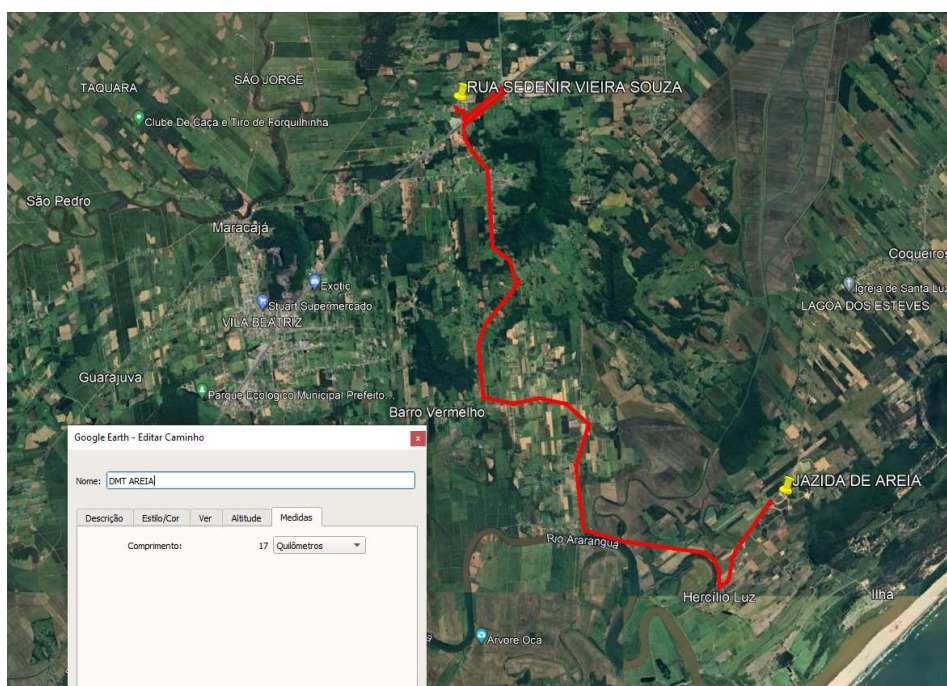 RUA SEDENIR VIEIRA SOUZA
SÃO JORGE
TAQUARA
Clube De Caça e Tiro de Forquilhinha
São Pedro
Maracajá
Coqueiros
Exotic
Igreja de Santa Luz
Stuart Supermercado
LAGOA DOS ESTEVES
VILA BEATRIZ
Guarajuva
Parque Ecológico Municipal Prefeito...
Barro Vermelho
Google Earth - Editar Caminho
x
Nome: DMT AREIA
JAZIDA DE AREIA
Descrição Estilo/Cor Ver Altitude Medidas
Comprimento: 17 Quilômetros
Rio Araranguá
Hercílio Luz
Ilha
Árvore Oca